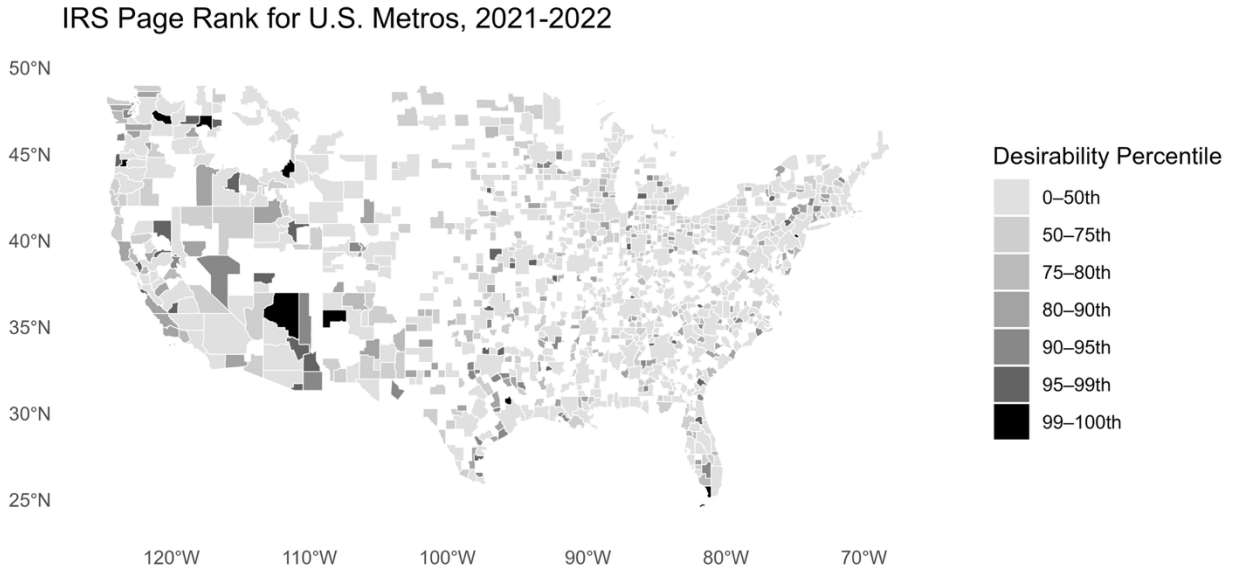 IRS Page Rank for U.S. Metros, 2021-2022
50°N
45°N
40°N
35°N
30°N
25°N
120°W 110°W 100°W 90°W 80°W 70°W
Desirability Percentile
0–50th
50–75th
75–80th
80–90th
90–95th
95–99th
99–100th